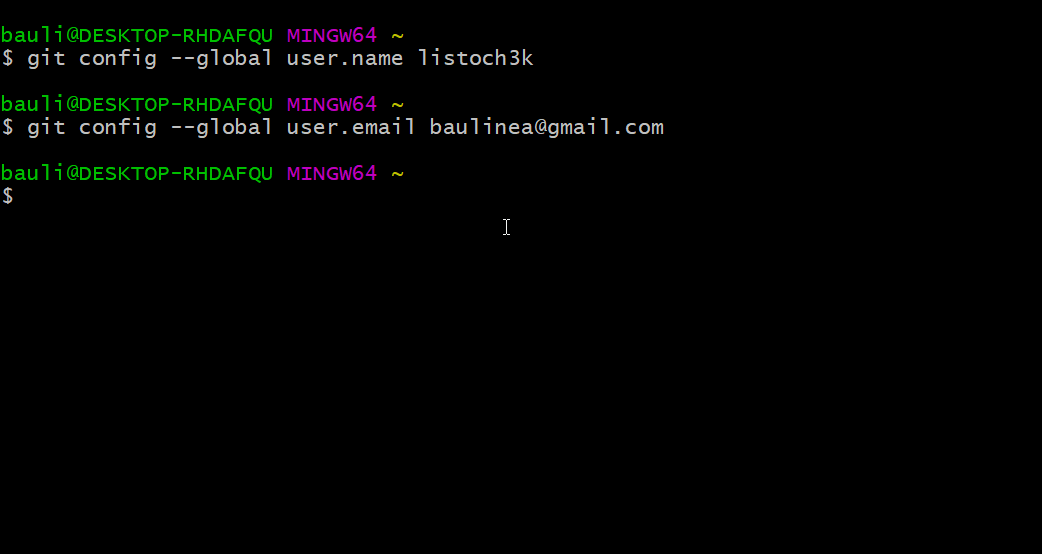 bauli@DESKTOP-RHDAFQU MINGW64 ~
$ git config --global user.name listoch3k
bauli@DESKTOP-RHDAFQU MINGW64 ~
$ git config --global user.email baulinea@gmail.com
bauli@DESKTOP-RHDAFQU MINGW64 ~
$